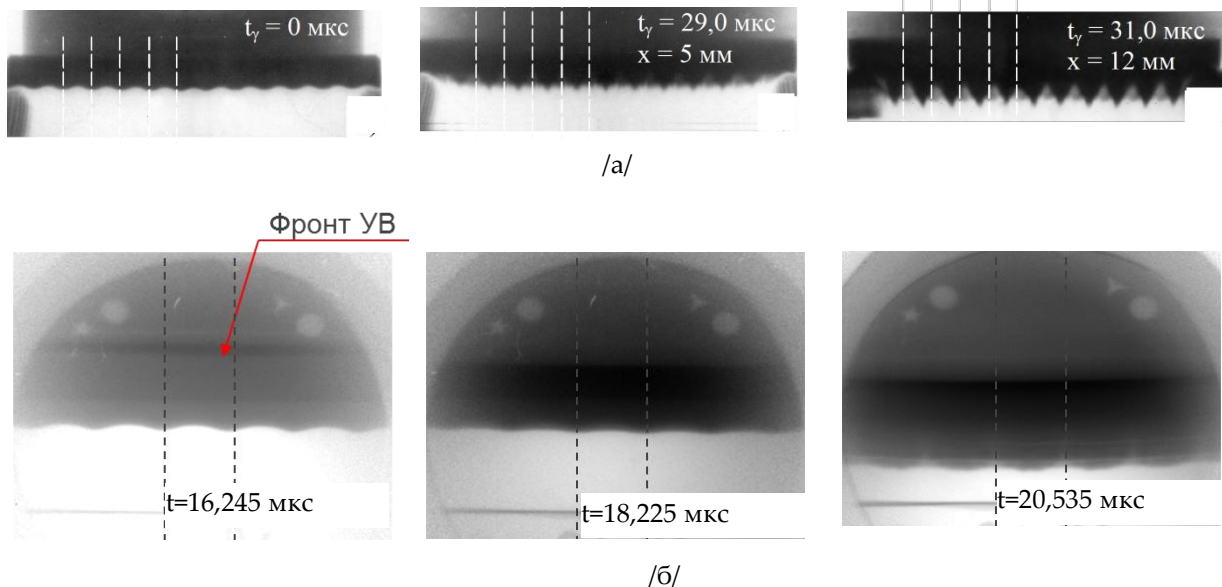 tγ = 0 мкс
tγ = 29,0 мкс
x = 5 мм
tγ = 31,0 мкс
x = 12 мм
/а/
Фронт УВ
t=16,245 мкс
t=18,225 мкс
t=20,535 мкс
/б/